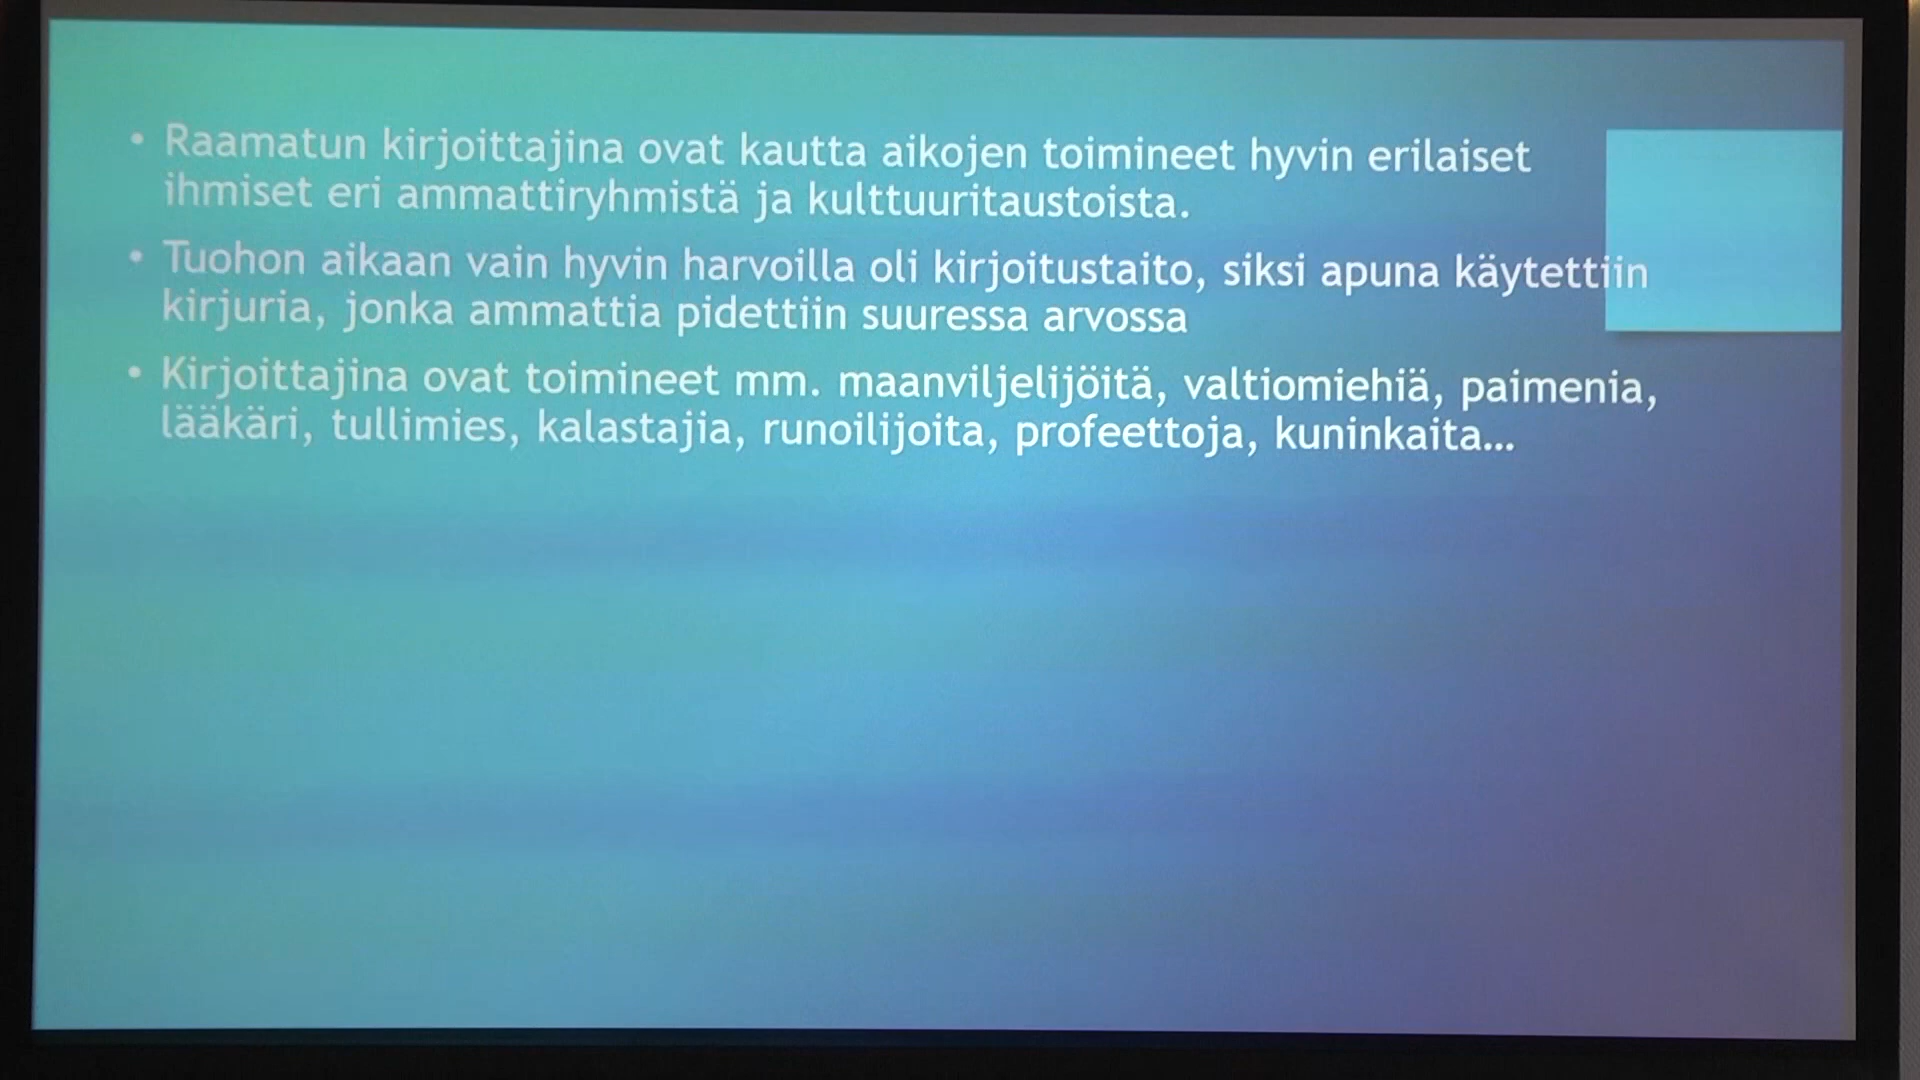 • Raamatun kirjoittajina ovat kautta aikojen toimineet hyvin erilaiset
ihmiset eri ammattiryhmistä ja kulttuuritaustoista.
• Tuohon aikaan vain hyvin harvoilla oli kirjoitustaito, siksi apuna käytettiin
kirjuria, jonka ammattia pidettiin suuressa arvossa
• Kirjoittajina ovat toimineet mm. maanviljelijöitä, valtiomiehiä, paimenia,
lääkäri, tullimies, kalastajia, runoilijoita, profeettoja, kuninkaita...